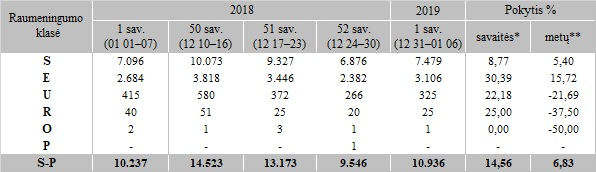 Raumeningumo klasė 2018 2019 Pokytis %
1 sav. (01 01–07) 50 sav. (12 10–16) 51 sav. (12 17–23) 52 sav. (12 24–30) 1 sav. (12 31–01 06) savaitės* metų**
S 7.096 10.073 9.327 6.876 7.479 8,77 5,40
E 2.684 3.818 3.446 2.382 3.106 30,39 15,72
U 415 580 372 266 325 22,18 -21,69
R 40 51 25 20 25 25,00 -37,50
O 2 1 3 1 1 0,00 -50,00
P - - - 1 - - -
S-P 10.237 14.523 13.173 9.546 10.936 14,56 6,83